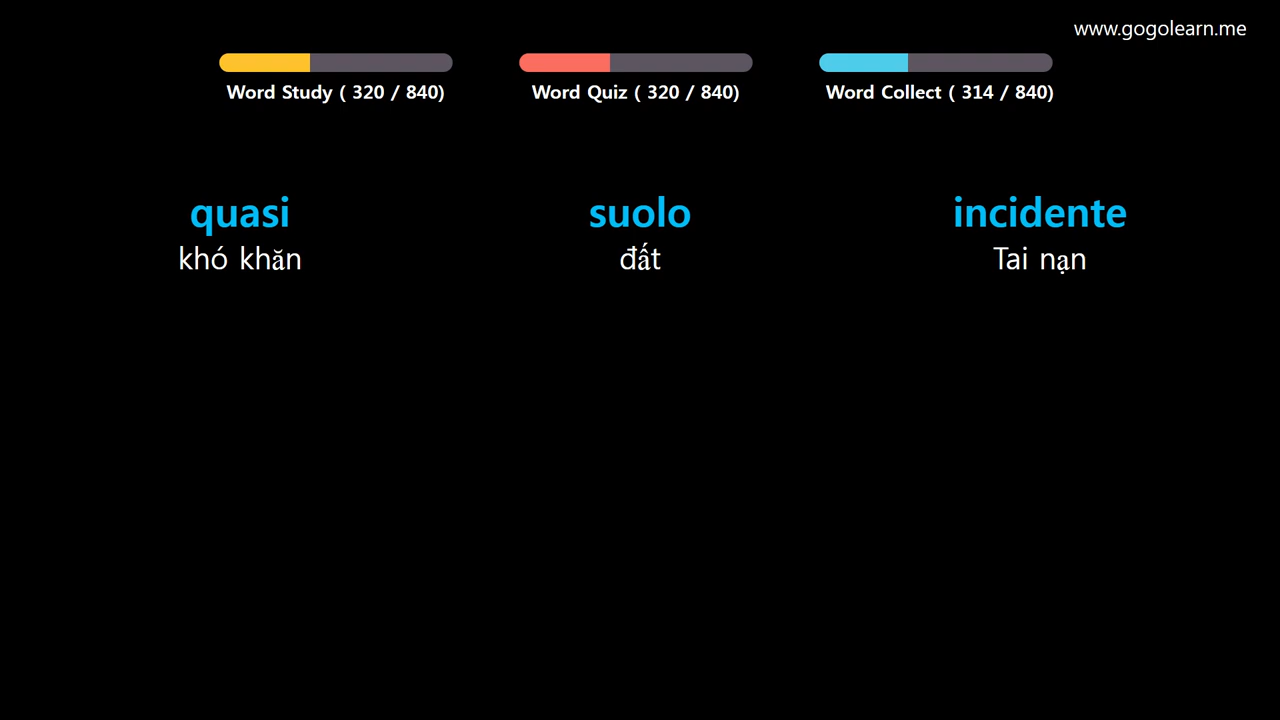 www.gogolearn.me
Word Study ( 320 / 840)
Word Quiz ( 320 / 840)
Word Collect ( 314 / 840)
quasi
khó khăn
suolo
đất
incidente
Tai nạn